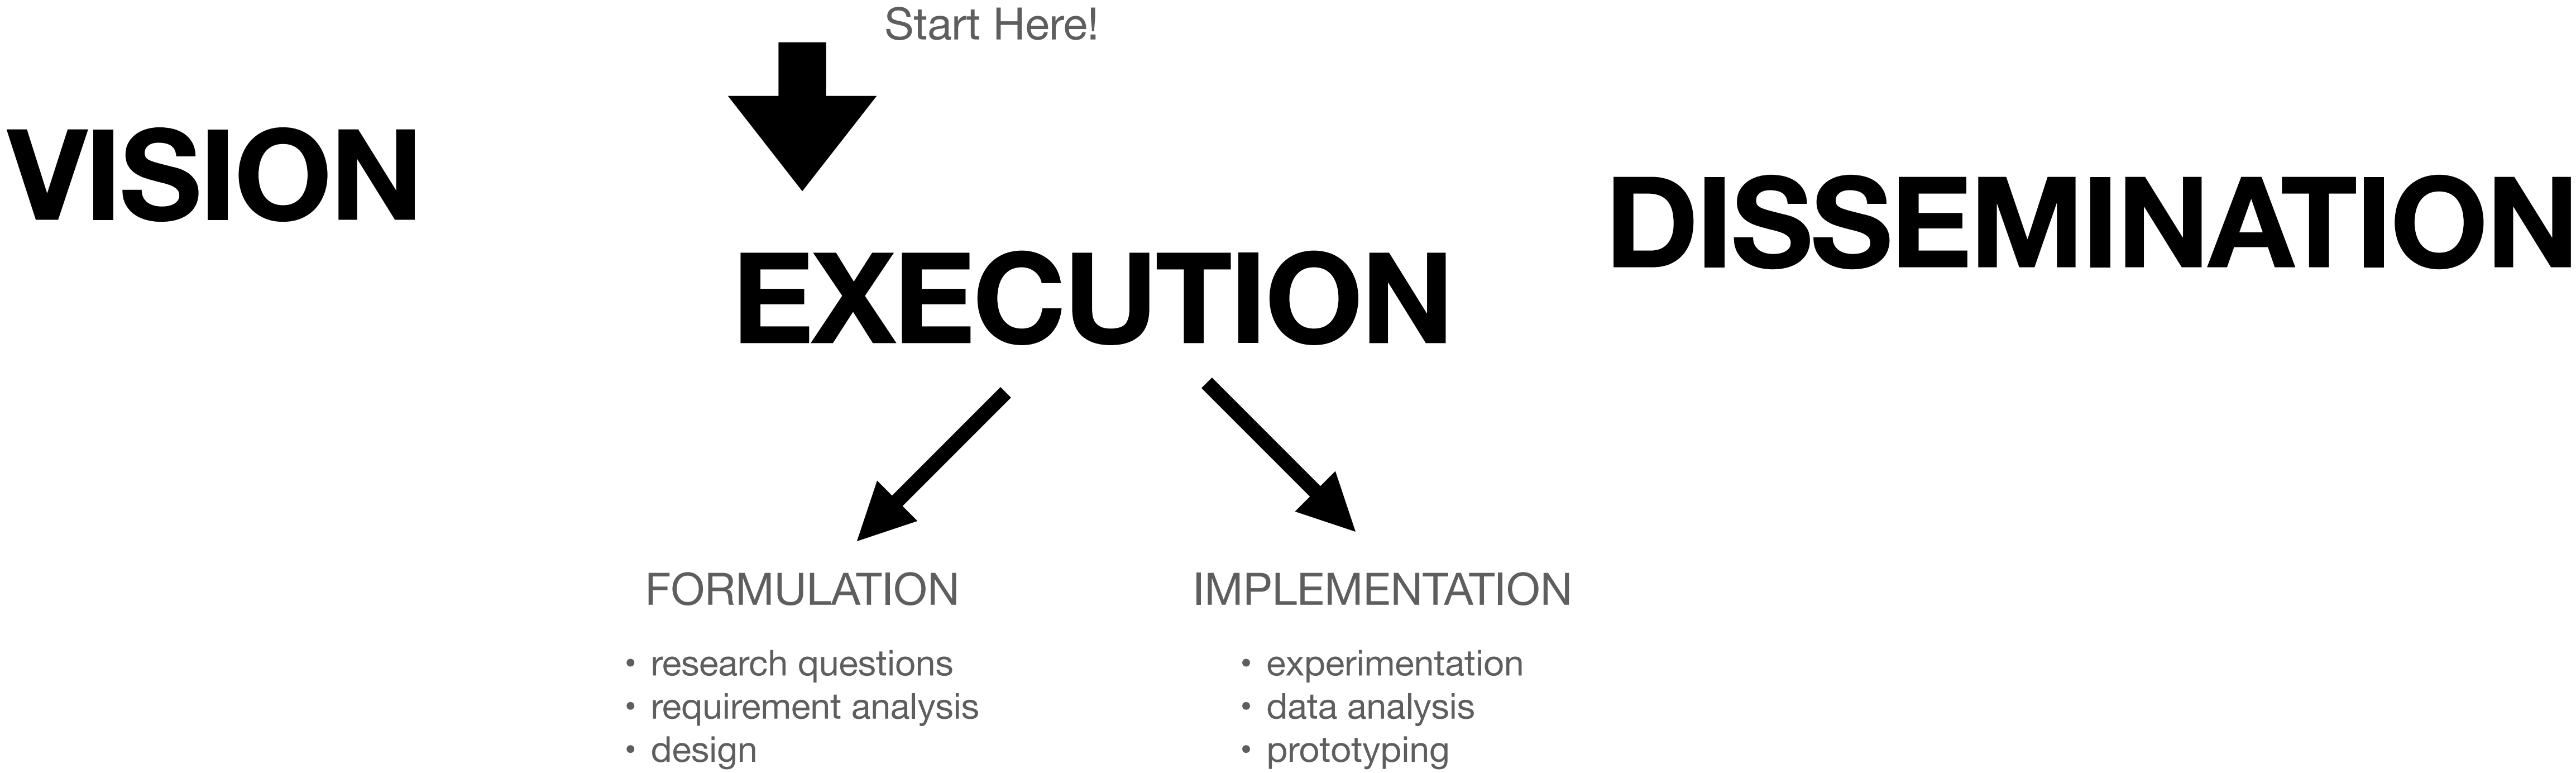 Start Here!
VISION
EXECUTION
DISSEMINATION
FORMULATION
• research questions
• requirement analysis
• design
IMPLEMENTATION
• experimentation
• data analysis
• prototyping